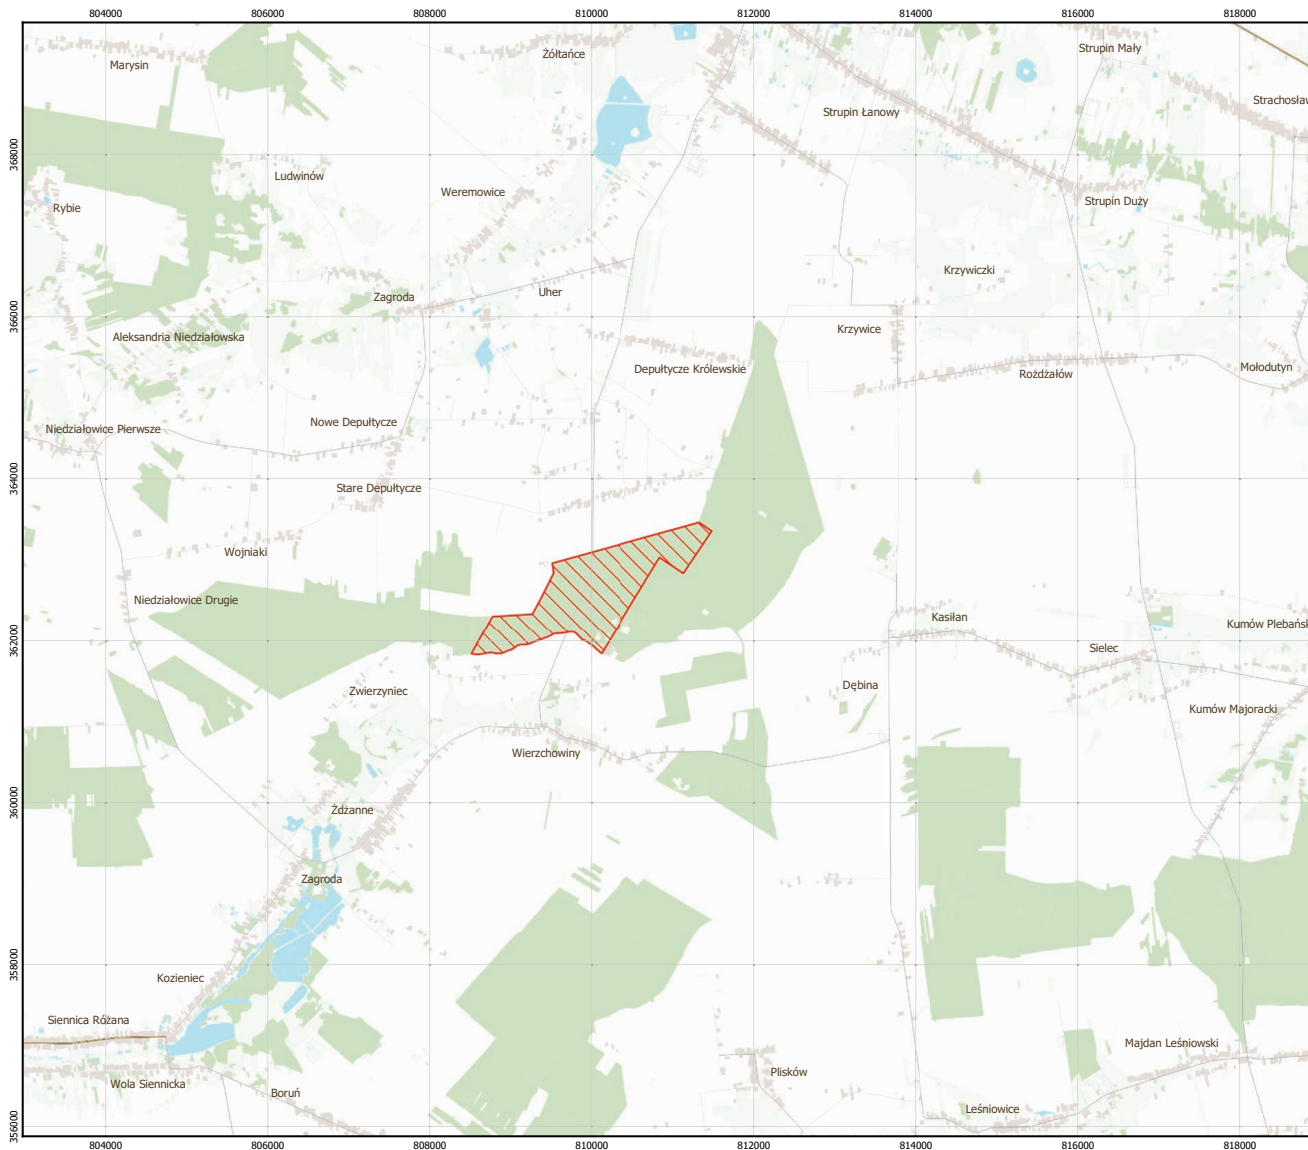 804000 806000 808000 810000 812000 814000 816000 818000
Marysin
Żółtańce
Strupin Mały
Strachosław
Strupin Łanowy
368000
Ludwinów
Weremowice
Rybie
Strupin Duży
Krzywiczki
Zagroda
Uher
366000
Krzywice
Aleksandria Niedziałowska
Depułtycze Królewskie
Rożdżałów
Mołodutyn
Nowe Depułtycze
Niedziałowice Pierwsze
364000
Stare Depułtycze
Wojniaki
Niedziałowice Drugie
Kasiłan
Kumów Plebańsk
362000
Sielec
Zwierzyniec
Dębina
Kumów Majoracki
Wierzchowiny
360000
Żdżanne
Zagroda
358000
Kozieniec
Siennica Różana
Majdan Leśniowski
Plisków
Wola Siennicka
Boruń
Leśniowice
356000
804000 806000 808000 810000 812000 814000 816000 818000